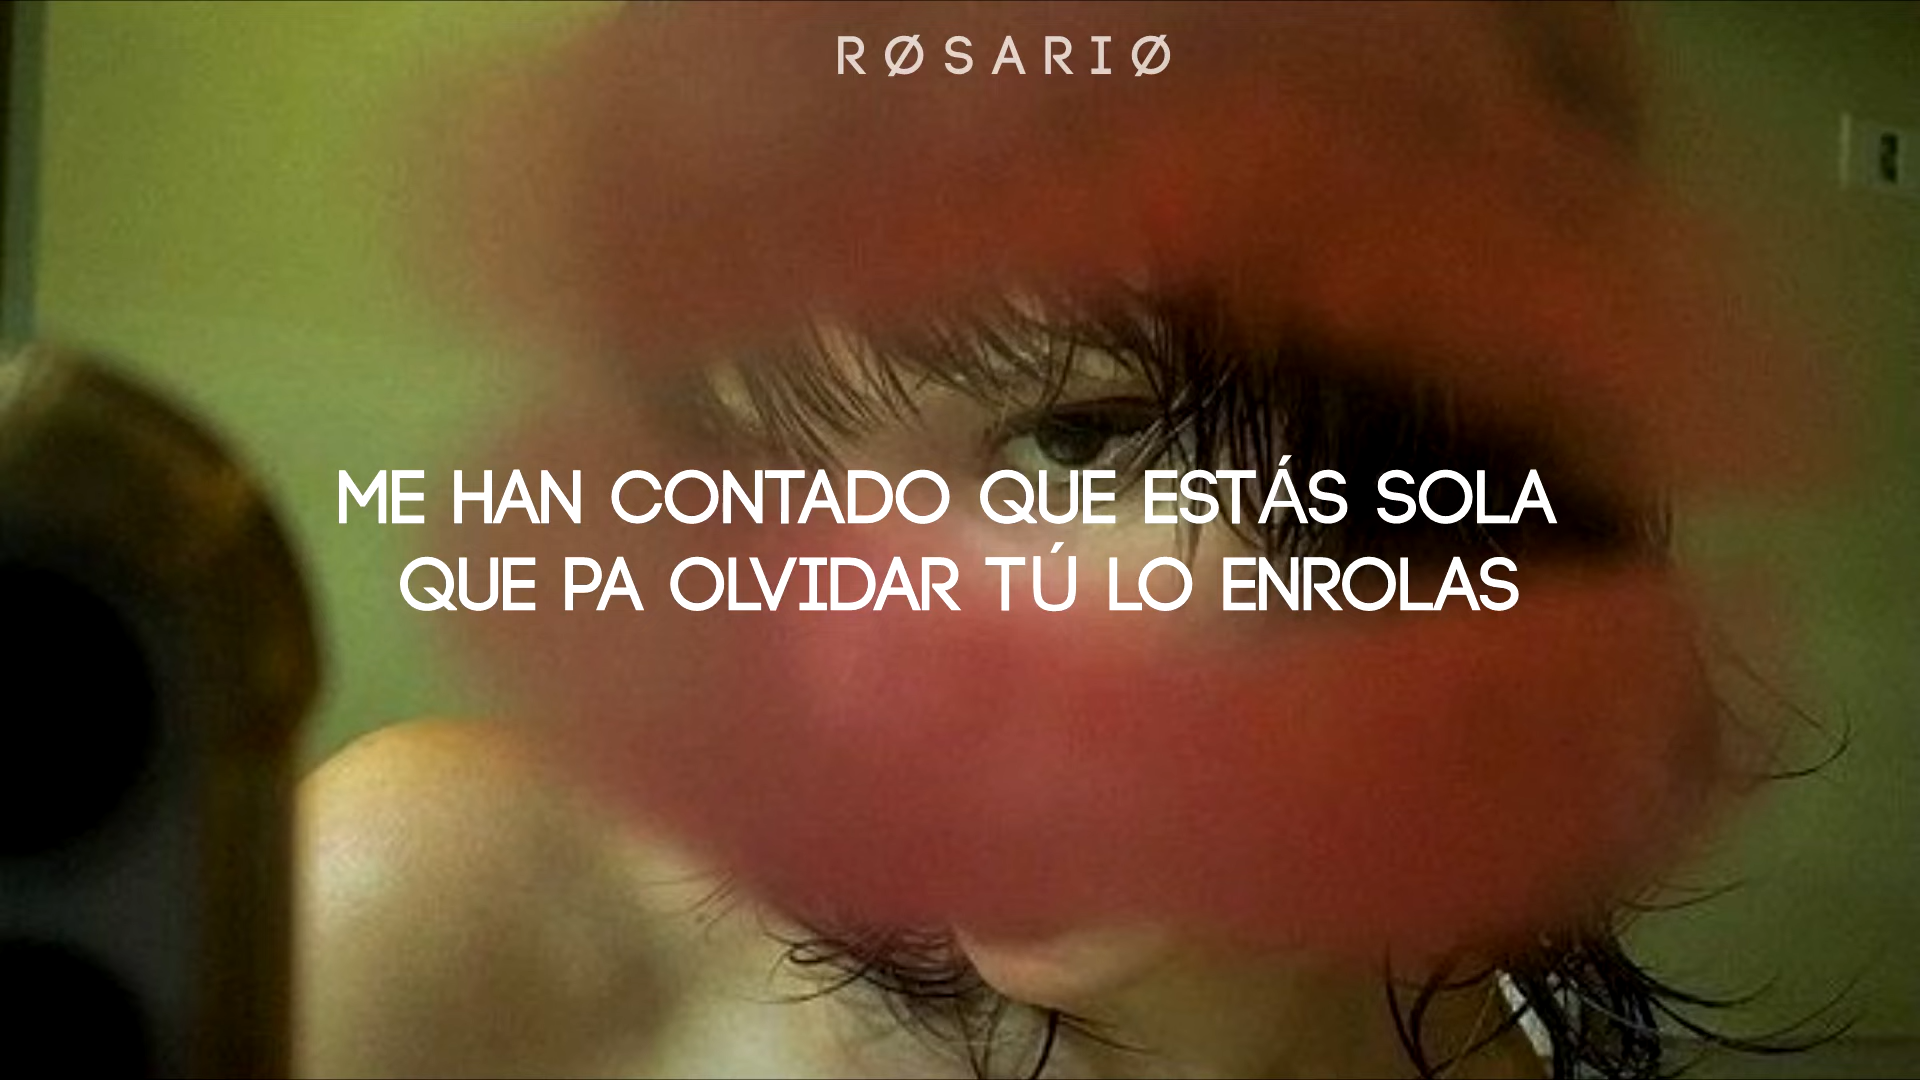 RØSARIØ
ME HAN CONTADO QUE ESTÁS SOLA
QUE PA OLVIDAR TÚ LO ENROLAS